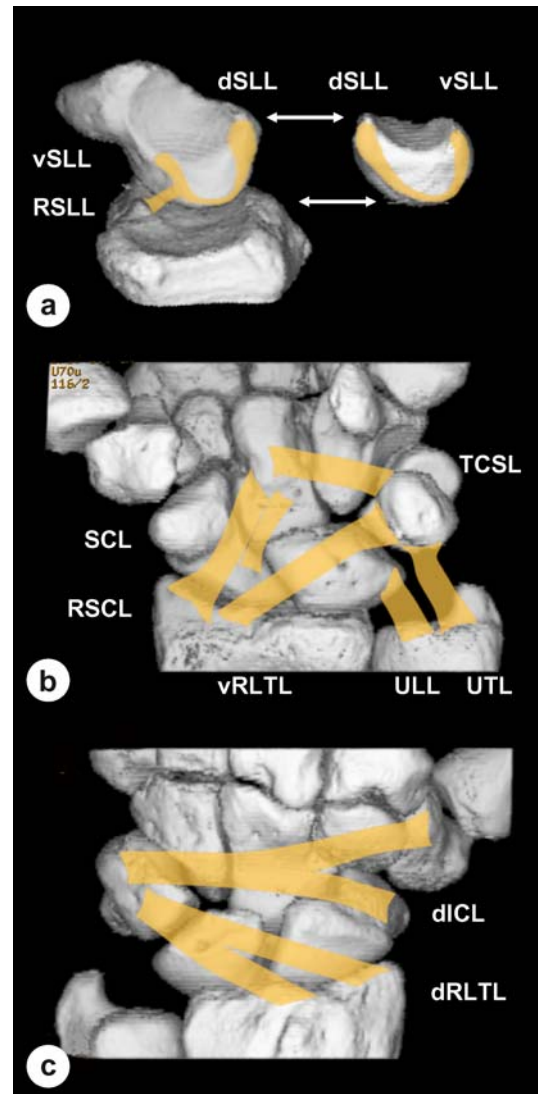 dSLL dSLL vSLL
vSLL
RSLL
a
U70u
116/2
TCSL
SCL
RSCL
vRLTL ULL UTL
b
dICL
dRLTL
c